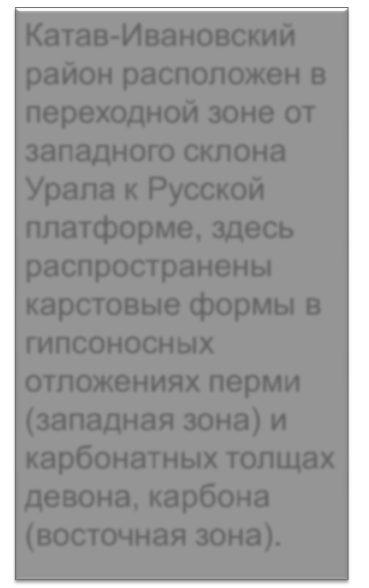 Катав-Ивановский
район расположен в
переходной зоне от
западного склона
Урала к Русской
платформе, здесь
распространены
карстовые формы в
гипсоносных
отложениях перми
(западная зона) и
карбонатных толщах
девона, карбона
(восточная зона).